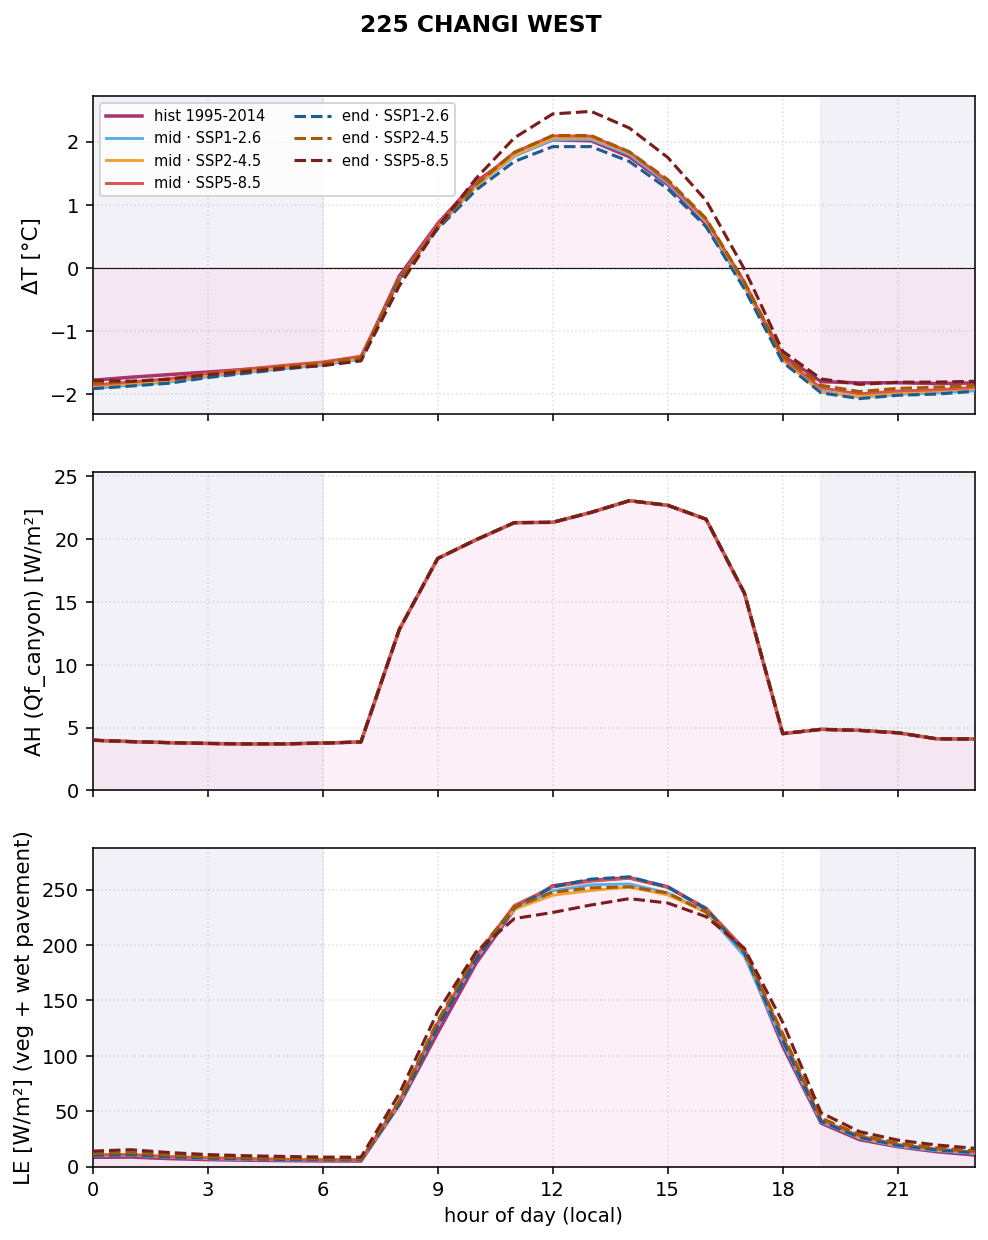 225 CHANGI WEST
hist 1995-2014
mid · SSP1-2.6
mid · SSP2-4.5
mid · SSP5-8.5
end · SSP1-2.6
end · SSP2-4.5
end · SSP5-8.5
ΔT [°C]
2
1
0
−1
−2
AH (Qf_canyon) [W/m²]
25
20
15
10
5
0
LE [W/m²] (veg + wet pavement)
250
200
150
100
50
0
0 3 6 9 12 15 18 21
hour of day (local)